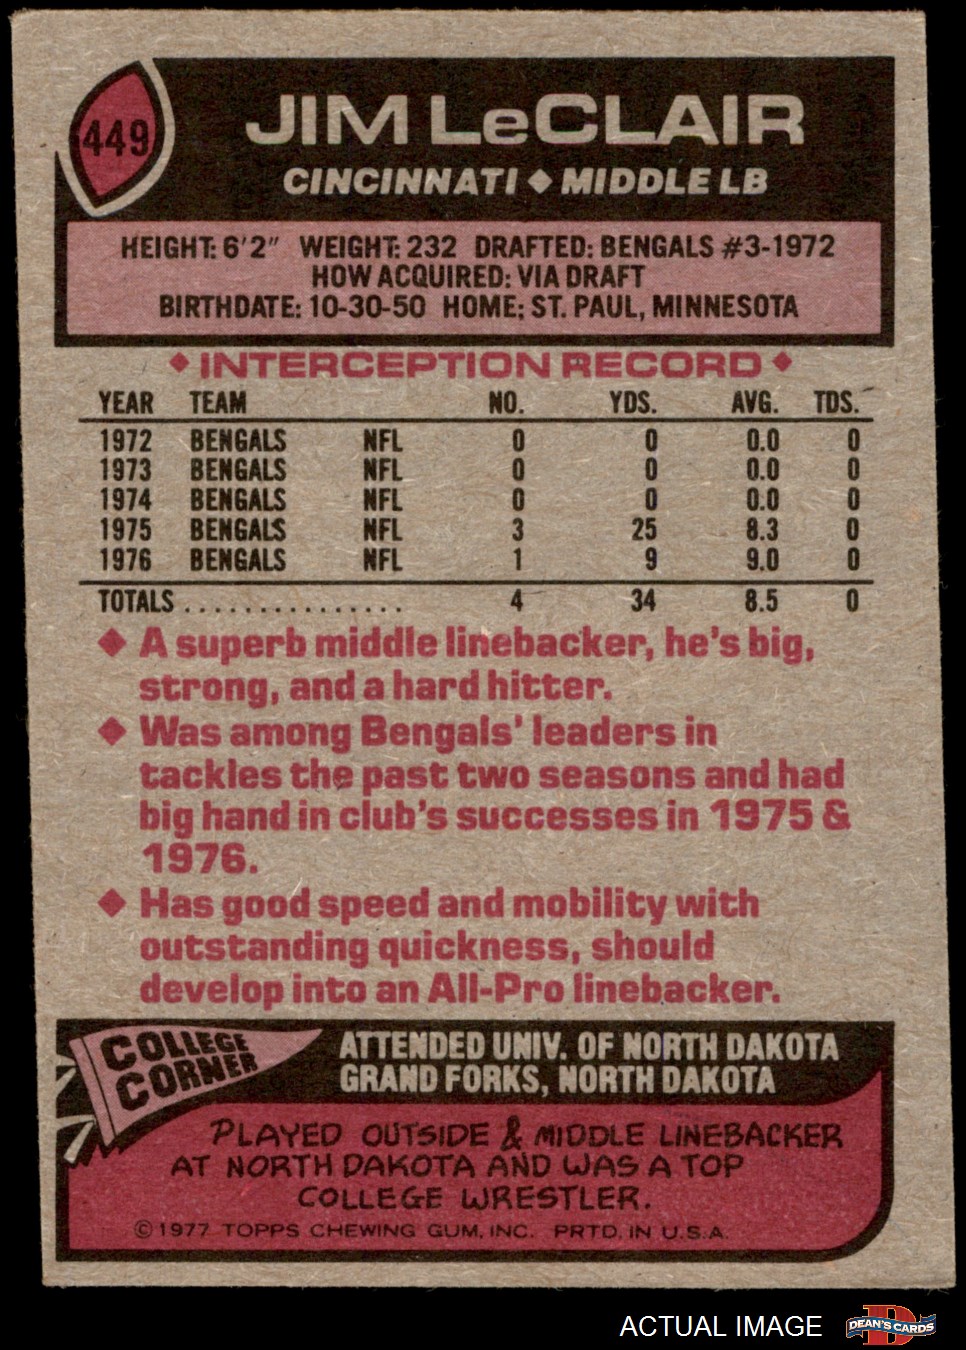 449
JIM LeCLAIR
CINCINNATI ◆ MIDDLE LB
HEIGHT: 6'2" WEIGHT: 232 DRAFTED: BENGALS #3-1972
HOW ACQUIRED: VIA DRAFT
BIRTHDATE: 10-30-50 HOME: ST. PAUL, MINNESOTA
◆ INTERCEPTION RECORD ◆
YEAR TEAM NO. YDS. AVG. TDS.
1972 BENGALS NFL 0 0 0.0 0
1973 BENGALS NFL 0 0 0.0 0
1974 BENGALS NFL 0 0 0.0 0
1975 BENGALS NFL 3 25 8.3 0
1976 BENGALS NFL 1 9 9.0 0
TOTALS ............... 4 34 8.5 0
◆ A superb middle linebacker, he's big,
strong, and a hard hitter.
◆ Was among Bengals' leaders in
tackles the past two seasons and had
big hand in club's successes in 1975 &
1976.
◆ Has good speed and mobility with
outstanding quickness, should
develop into an All-Pro linebacker.
COLLEGE
CORNER
ATTENDED UNIV. OF NORTH DAKOTA
GRAND FORKS, NORTH DAKOTA
PLAYED OUTSIDE & MIDDLE LINEBACKER
AT NORTH DAKOTA AND WAS A TOP
COLLEGE WRESTLER.
© 1977 TOPPS CHEWING GUM, INC. PRTD. IN U.S.A.
ACTUAL IMAGE
D
DEAN'S CARDS